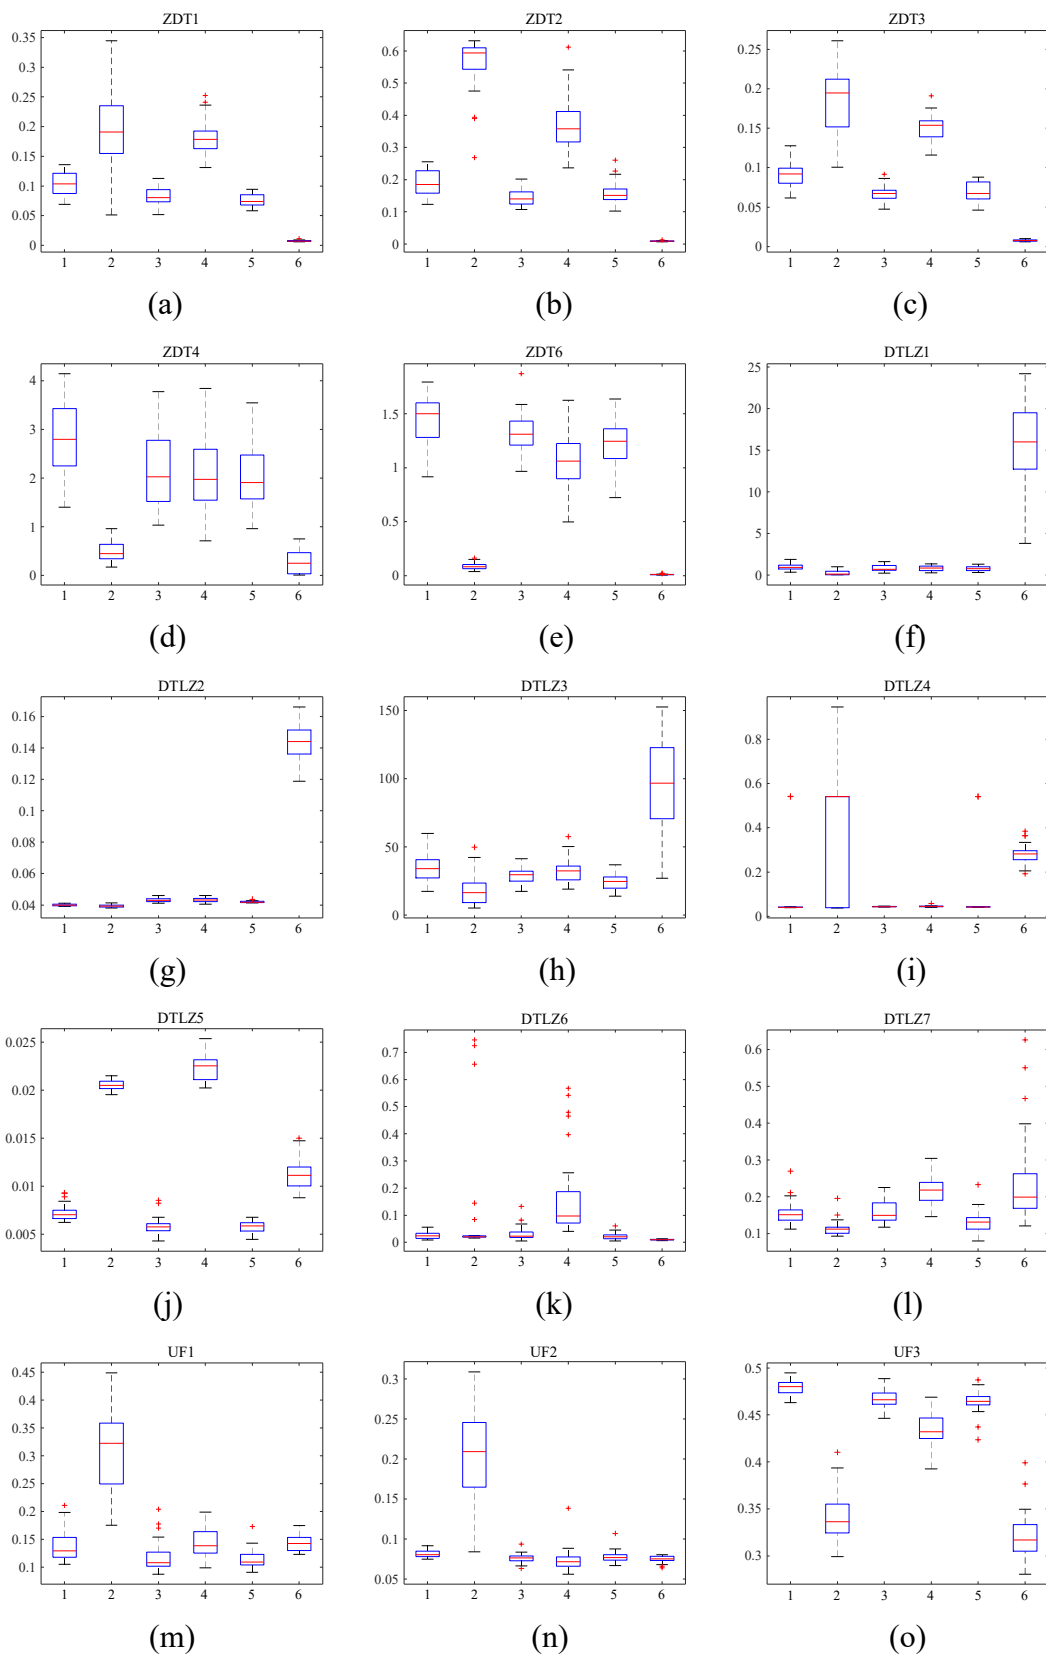 ZDT1 ZDT2 ZDT3
0.35 0.3 0.25 0.2 0.15 0.1 0.05 0
0.6 0.5 0.4 0.3 0.2 0.1 0
0.25 0.2 0.15 0.1 0.05 0
1 2 3 4 5 6 1 2 3 4 5 6 1 2 3 4 5 6
(a) (b) (c)
ZDT4 ZDT6 DTLZ1
4 3 2 1 0
1.5 1 0.5 0
25 20 15 10 5 0
1 2 3 4 5 6 1 2 3 4 5 6 1 2 3 4 5 6
(d) (e) (f)
DTLZ2 DTLZ3 DTLZ4
0.16 0.14 0.12 0.1 0.08 0.06 0.04
150 100 50 0
0.8 0.6 0.4 0.2 0
1 2 3 4 5 6 1 2 3 4 5 6 1 2 3 4 5 6
(g) (h) (i)
DTLZ5 DTLZ6 DTLZ7
0.025 0.02 0.015 0.01 0.005
0.7 0.6 0.5 0.4 0.3 0.2 0.1 0
0.6 0.5 0.4 0.3 0.2 0.1
1 2 3 4 5 6 1 2 3 4 5 6 1 2 3 4 5 6
(j) (k) (l)
UF1 UF2 UF3
0.45 0.4 0.35 0.3 0.25 0.2 0.15 0.1
0.3 0.25 0.2 0.15 0.1 0.05
0.5 0.45 0.4 0.35 0.3
1 2 3 4 5 6 1 2 3 4 5 6 1 2 3 4 5 6
(m) (n) (o)